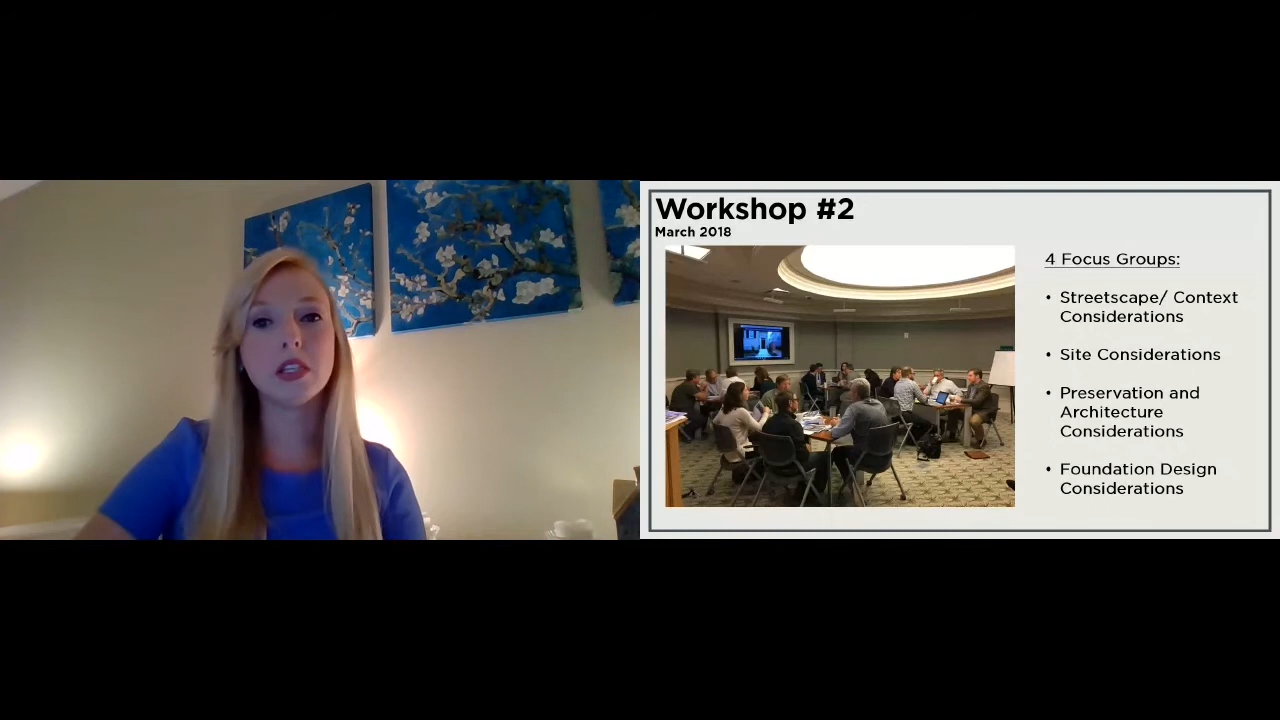 Workshop #2
March 2018
4 Focus Groups:
• Streetscape/ Context
Considerations
• Site Considerations
• Preservation and
Architecture
Considerations
• Foundation Design
Considerations